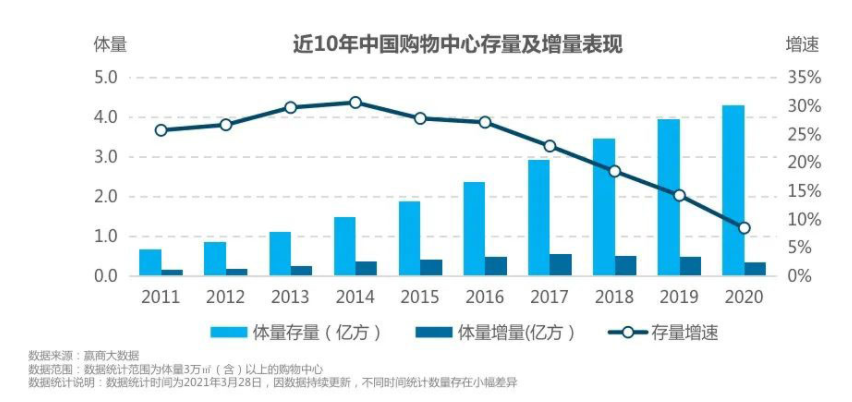 近10年中国购物中心存量及增量表现
体量
增速
5.0
4.0
3.0
2.0
1.0
0.0
35%
30%
25%
20%
15%
10%
5%
0%
2011 2012 2013 2014 2015 2016 2017 2018 2019 2020
体量存量（亿方） 体量增量(亿方） 存量增速
数据来源：赢商大数据
数据范围：数据统计范围为体量3万㎡（含）以上的购物中心
数据统计说明：数据统计时间为2021年3月28日，因数据持续更新，不同时间统计数量存在小幅差异